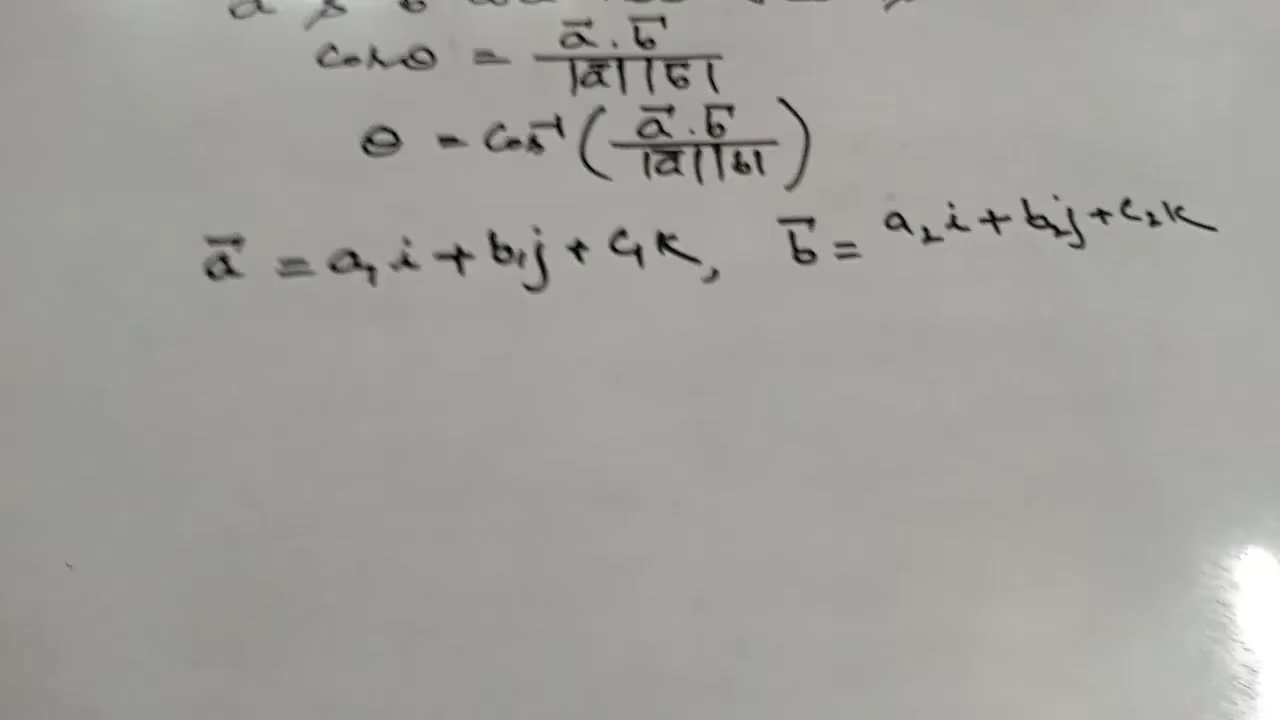 cosθ = a⃗ . b⃗ / |a⃗| |b⃗|
θ = cos⁻¹ ( a⃗ . b⃗ / |a⃗| |b| )
a⃗ = a₁i + b₁j + c₁k, b⃗ = a₂i + b₂j + c₂k